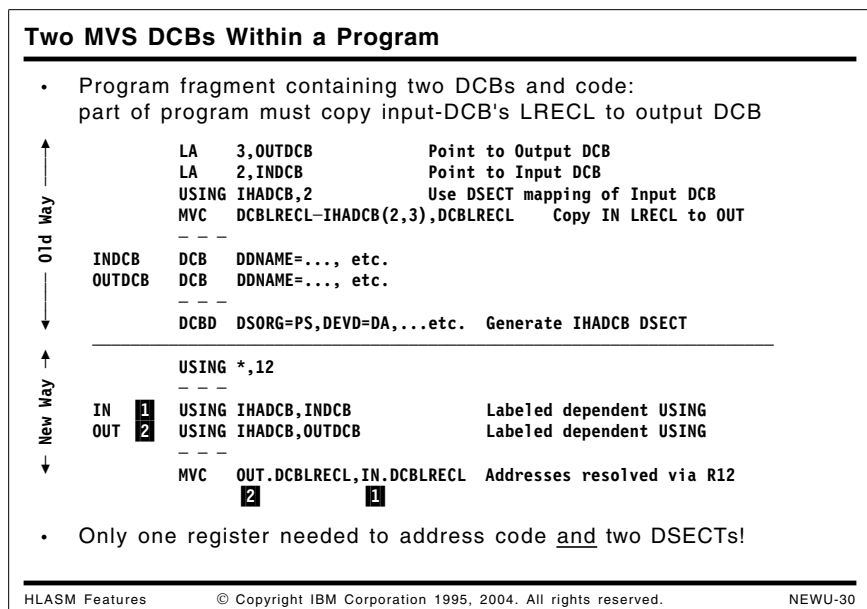 Two MVS DCBs Within a Program
• Program fragment containing two DCBs and code:
part of program must copy input-DCB's LRECL to output DCB
Old Way
LA 3,OUTDCB Point to Output DCB
LA 2,INDCB Point to Input DCB
USING IHADCB,2 Use DSECT mapping of Input DCB
MVC DCBLRECL−IHADCB(2,3),DCBLRECL Copy IN LRECL to OUT
− − −
INDCB DCB DDNAME=..., etc.
OUTDCB DCB DDNAME=..., etc.
− − −
DCBD DSORG=PS,DEVD=DA,...etc. Generate IHADCB DSECT
New Way
USING *,12
− − −
IN 1 USING IHADCB,INDCB Labeled dependent USING
OUT 2 USING IHADCB,OUTDCB Labeled dependent USING
− − −
MVC OUT.DCBLRECL,IN.DCBLRECL Addresses resolved via R12
2 1
• Only one register needed to address code and two DSECTs!
HLASM Features © Copyright IBM Corporation 1995, 2004. All rights reserved. NEWU-30